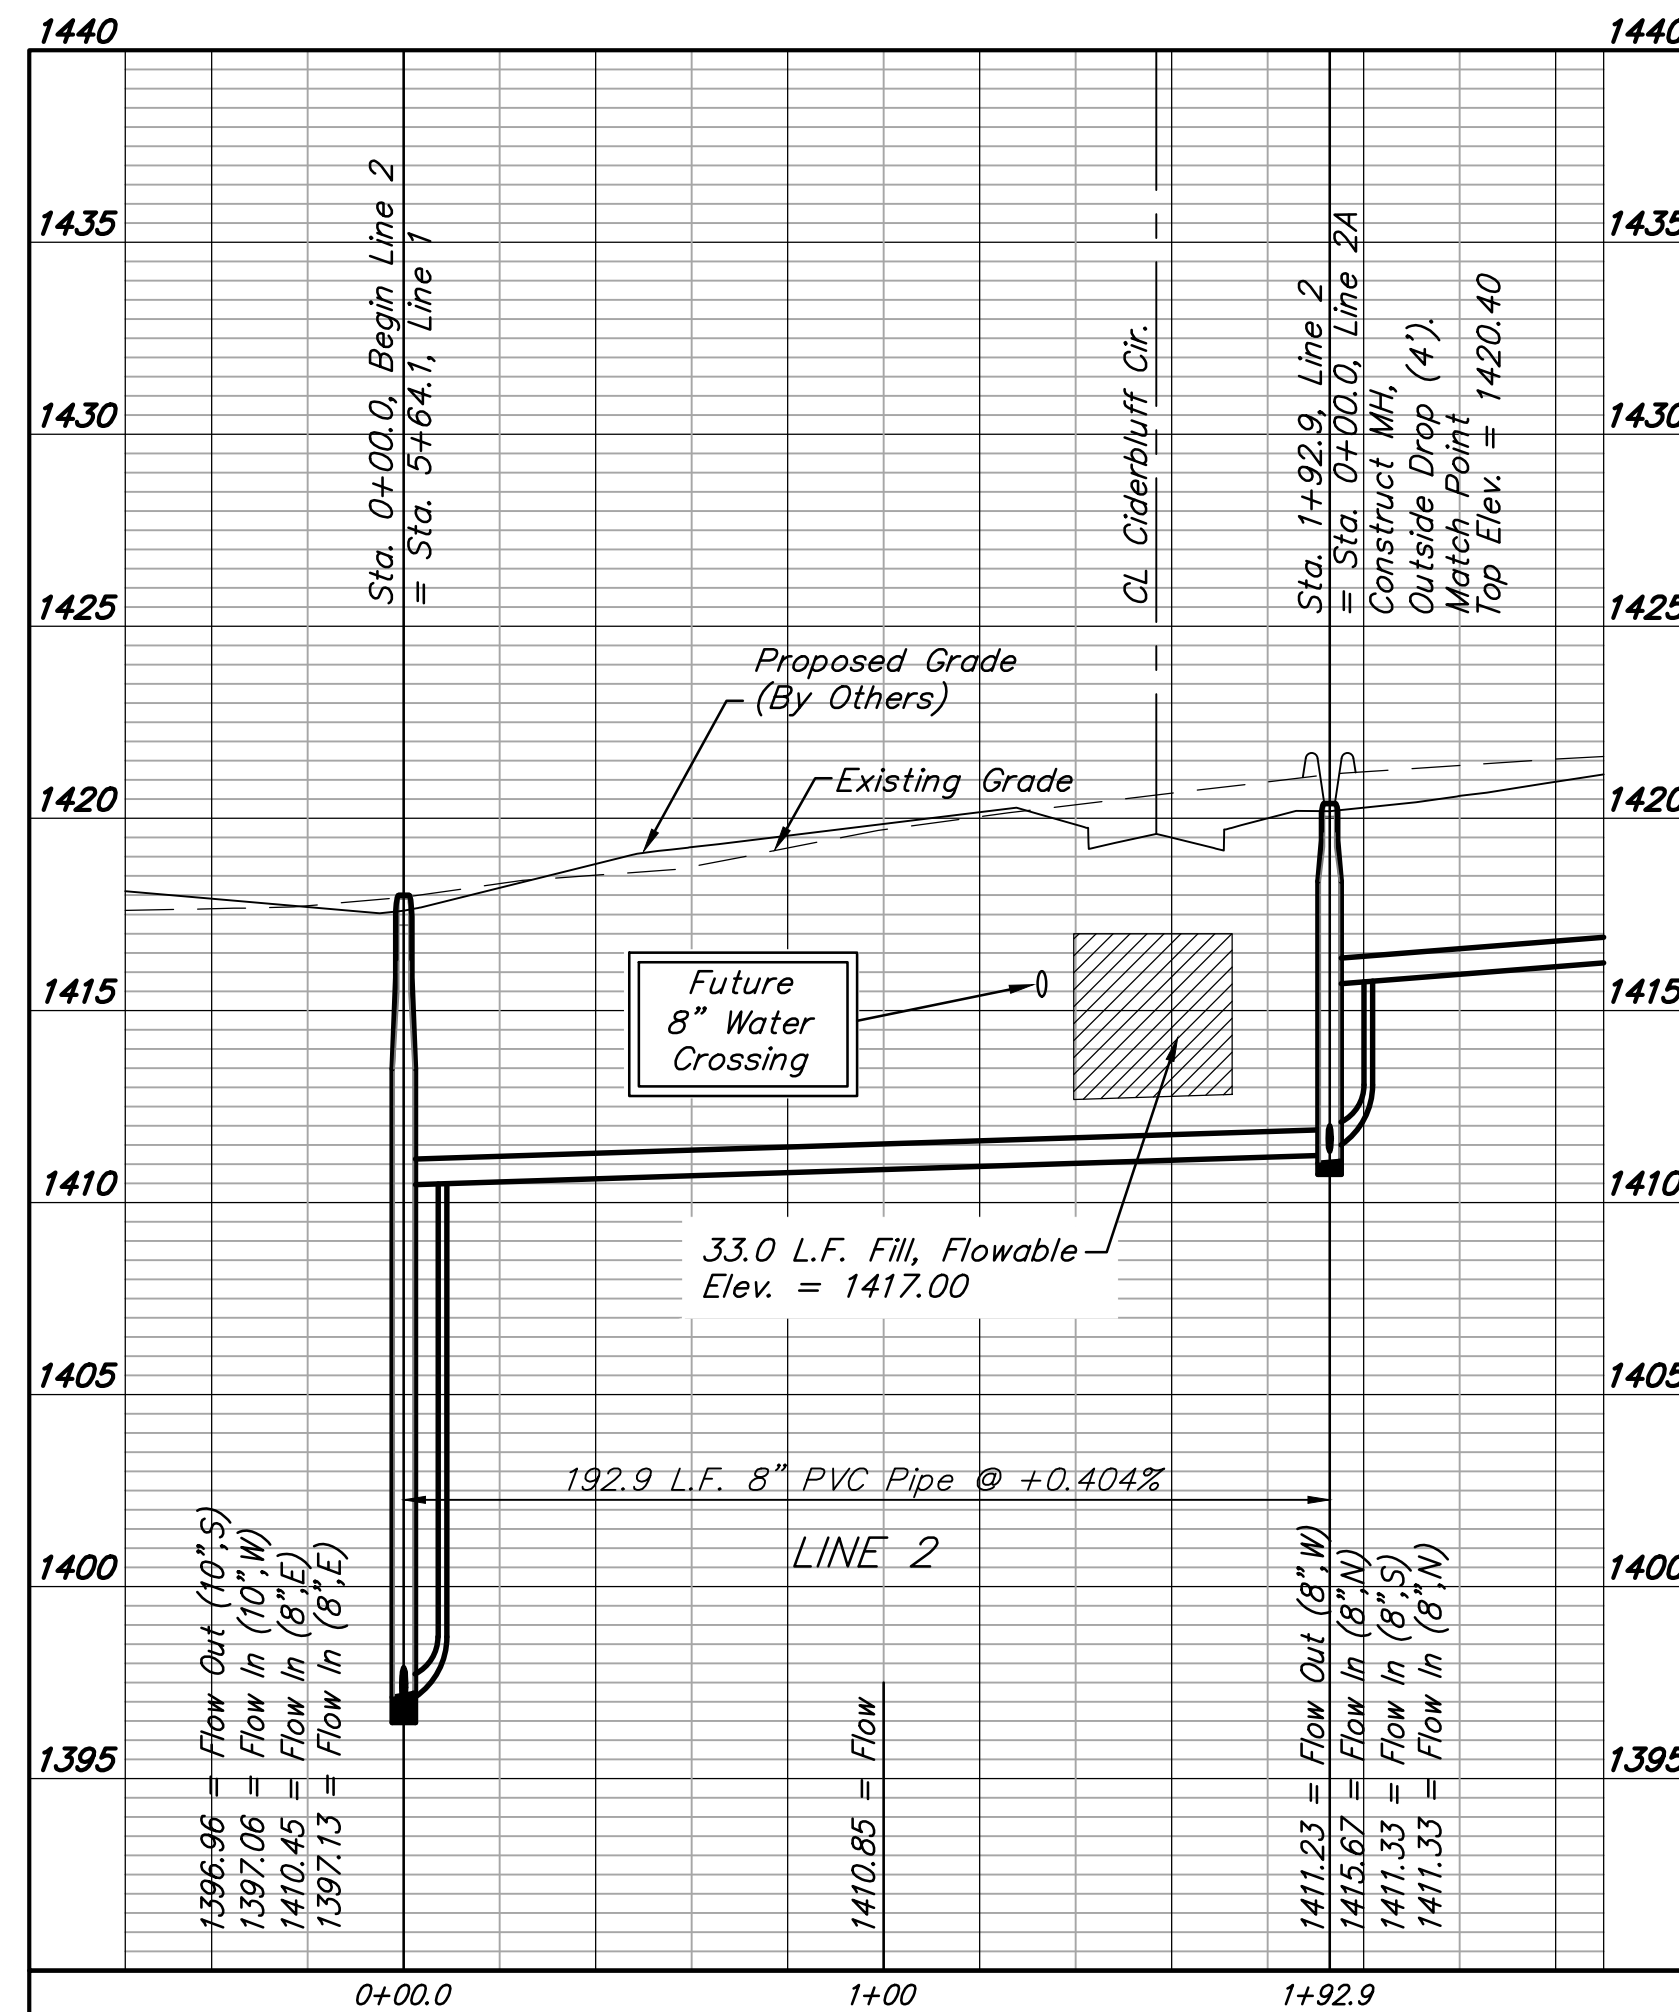 1440
1440
1435
1435
1430
1430
1425
1425
1420
1420
1415
1415
1410
1410
1405
1405
1400
1400
1395
1395
Sta. 0+00.0, Begin Line 2
= Sta. 5+64.1, Line 1
CL Ciderbluff Cir.
Sta. 1+92.9, Line 2
= Sta. 0+00.0, Line 2A
Construct MH,
Outside Drop (4').
Match Point
Top Elev. = 1420.40
Proposed Grade
(By Others)
Existing Grade
Future
8" Water
Crossing
33.0 L.F. Fill, Flowable
Elev. = 1417.00
192.9 L.F. 8" PVC Pipe @ +0.404%
LINE 2
1396.96 = Flow Out (10",S)
1397.06 = Flow In (10",W)
1410.45 = Flow In (8",E)
1397.13 = Flow In (8",E)
1410.85 = Flow
1411.23 = Flow Out (8",W)
1415.67 = Flow In (8",N)
1411.33 = Flow In (8",S)
1411.33 = Flow In (8",N)
0+00.0
1+00
1+92.9